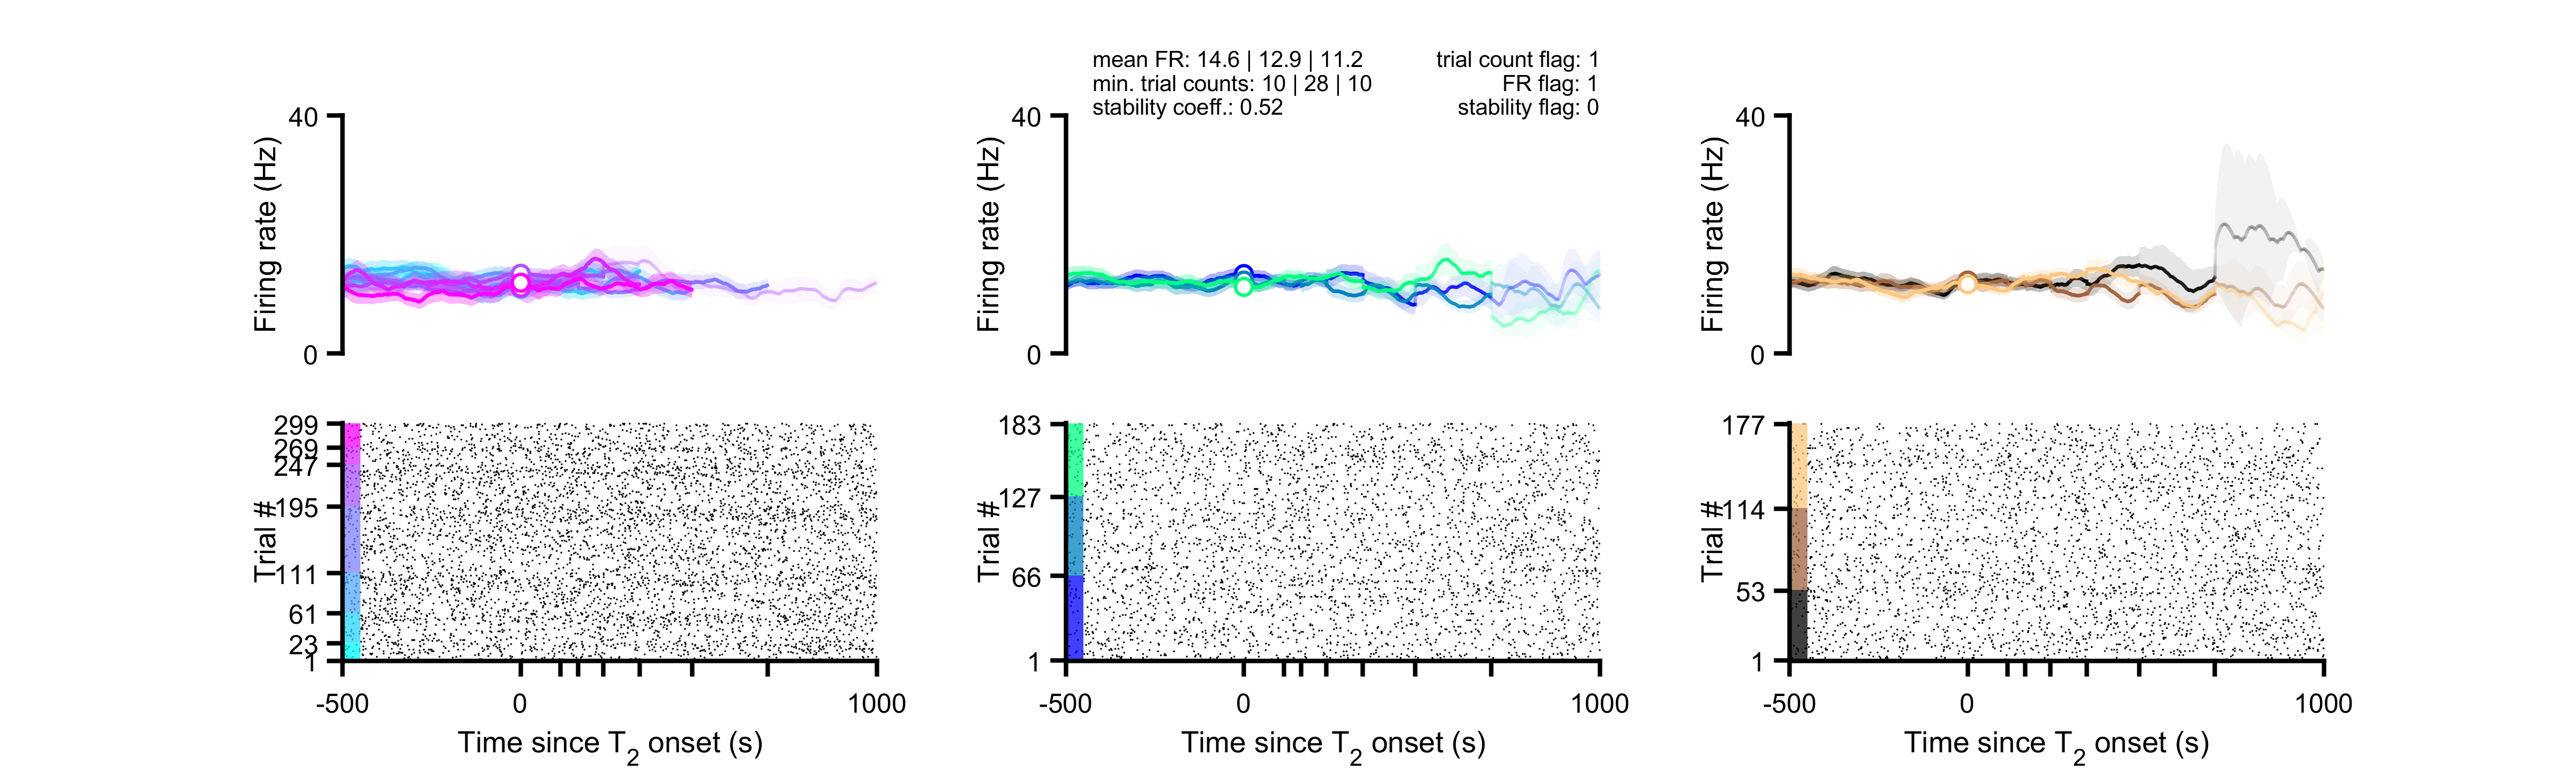 mean FR: 14.6 | 12.9 | 11.2
min. trial counts: 10 | 28 | 10
stability coeff.: 0.52
trial count flag: 1
FR flag: 1
stability flag: 0
40
0
Firing rate (Hz)
299
269
247
195
111
61
23
1
Trial #
-500
0
1000
Time since T2 onset (s)
40
0
Firing rate (Hz)
183
127
66
1
Trial #
-500
0
1000
Time since T2 onset (s)
40
0
Firing rate (Hz)
177
114
53
1
Trial #
-500
0
1000
Time since T2 onset (s)